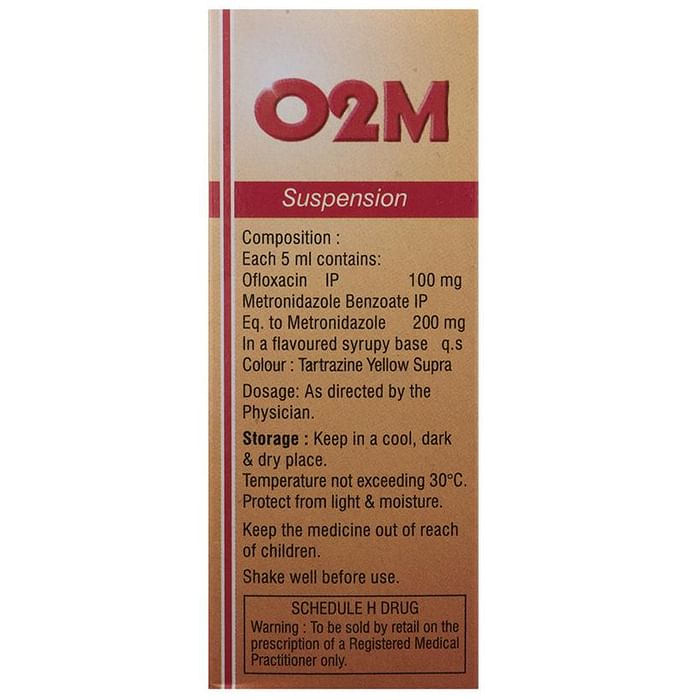 O2M
Suspension
Composition :
Each 5 ml contains:
Ofloxacin IP 100 mg
Metronidazole Benzoate IP
Eq. to Metronidazole 200 mg
In a flavoured syrupy base q.s
Colour : Tartrazine Yellow Supra
Dosage: As directed by the
Physician.
Storage : Keep in a cool, dark
& dry place.
Temperature not exceeding 30°C.
Protect from light & moisture.
Keep the medicine out of reach
of children.
Shake well before use.
SCHEDULE H DRUG
Warning : To be sold by retail on the
prescription of a Registered Medical
Practitioner only.